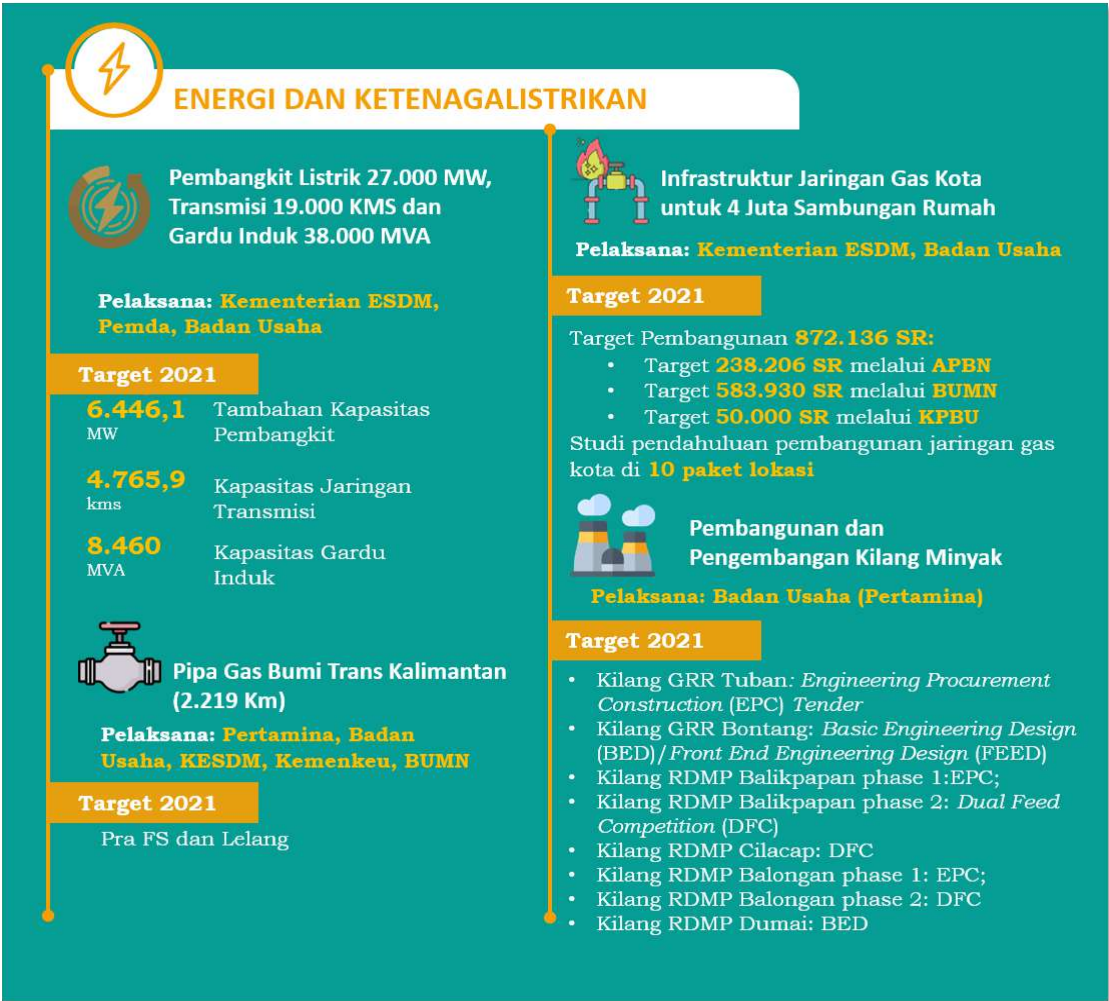 ENERGI DAN KETENAGALISTRIKAN
Pembangkit Listrik 27.000 MW,
Transmisi 19.000 KMS dan
Gardu Induk 38.000 MVA
Pelaksana: Kementerian ESDM,
Pemda, Badan Usaha
Target 2021
6.446,1
MW
Tambahan Kapasitas
Pembangkit
4.765,9
kms
Kapasitas Jaringan
Transmisi
8.460
MVA
Kapasitas Gardu
Induk
Pipa Gas Bumi Trans Kalimantan
(2.219 Km)
Pelaksana: Pertamina, Badan
Usaha, KESDM, Kemenkeu, BUMN
Target 2021
Pra FS dan Lelang
Infrastruktur Jaringan Gas Kota
untuk 4 Juta Sambungan Rumah
Pelaksana: Kementerian ESDM, Badan Usaha
Target 2021
Target Pembangunan 872.136 SR:
• Target 238.206 SR melalui APBN
• Target 583.930 SR melalui BUMN
• Target 50.000 SR melalui KPBU
Studi pendahuluan pembangunan jaringan gas
kota di 10 paket lokasi
Pembangunan dan
Pengembangan Kilang Minyak
Pelaksana: Badan Usaha (Pertamina)
Target 2021
• Kilang GRR Tuban: Engineering Procurement
Construction (EPC) Tender
• Kilang GRR Bontang: Basic Engineering Design
(BED)/Front End Engineering Design (FEED)
• Kilang RDMP Balikpapan phase 1:EPC;
• Kilang RDMP Balikpapan phase 2: Dual Feed
Competition (DFC)
• Kilang RDMP Cilacap: DFC
• Kilang RDMP Balongan phase 1: EPC;
• Kilang RDMP Balongan phase 2: DFC
• Kilang RDMP Dumai: BED